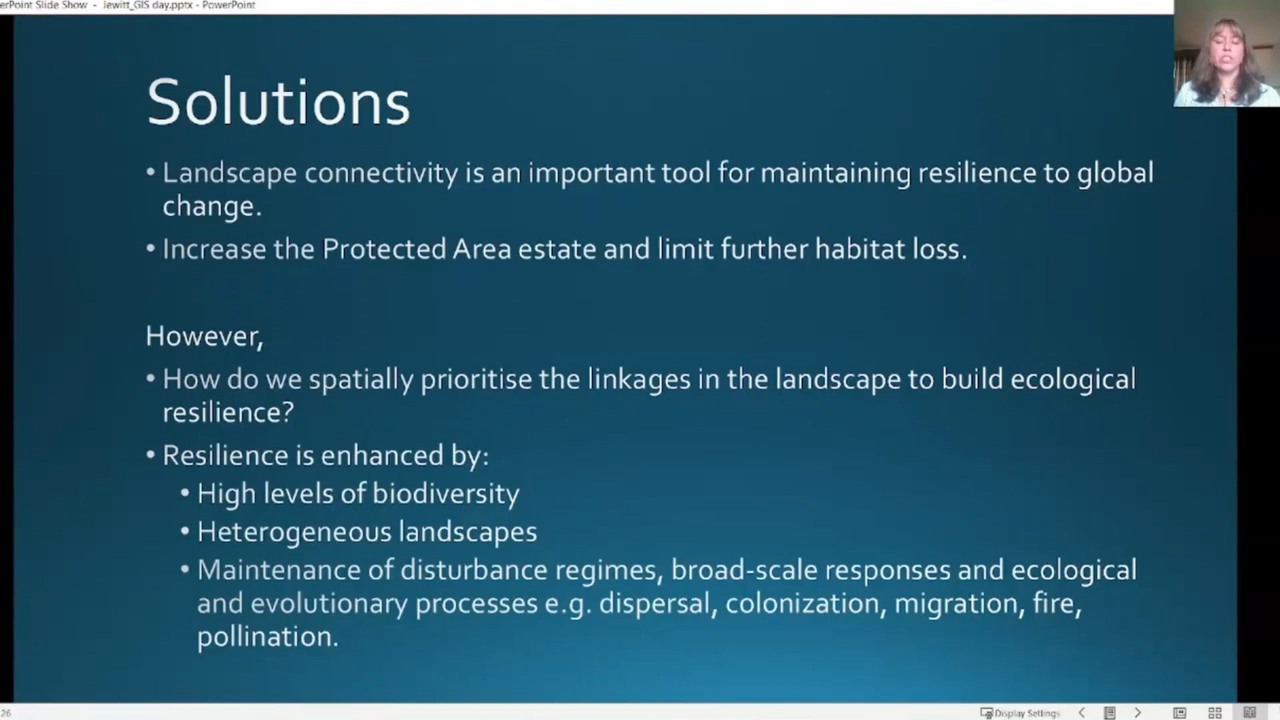 PowerPoint Slide Show - Jewitt_GIS day.pptx - PowerPoint
Solutions
• Landscape connectivity is an important tool for maintaining resilience to global
change.
• Increase the Protected Area estate and limit further habitat loss.
However,
• How do we spatially prioritise the linkages in the landscape to build ecological
resilience?
• Resilience is enhanced by:
• High levels of biodiversity
• Heterogeneous landscapes
• Maintenance of disturbance regimes, broad-scale responses and ecological
and evolutionary processes e.g. dispersal, colonization, migration, fire,
pollination.
26
Display Settings